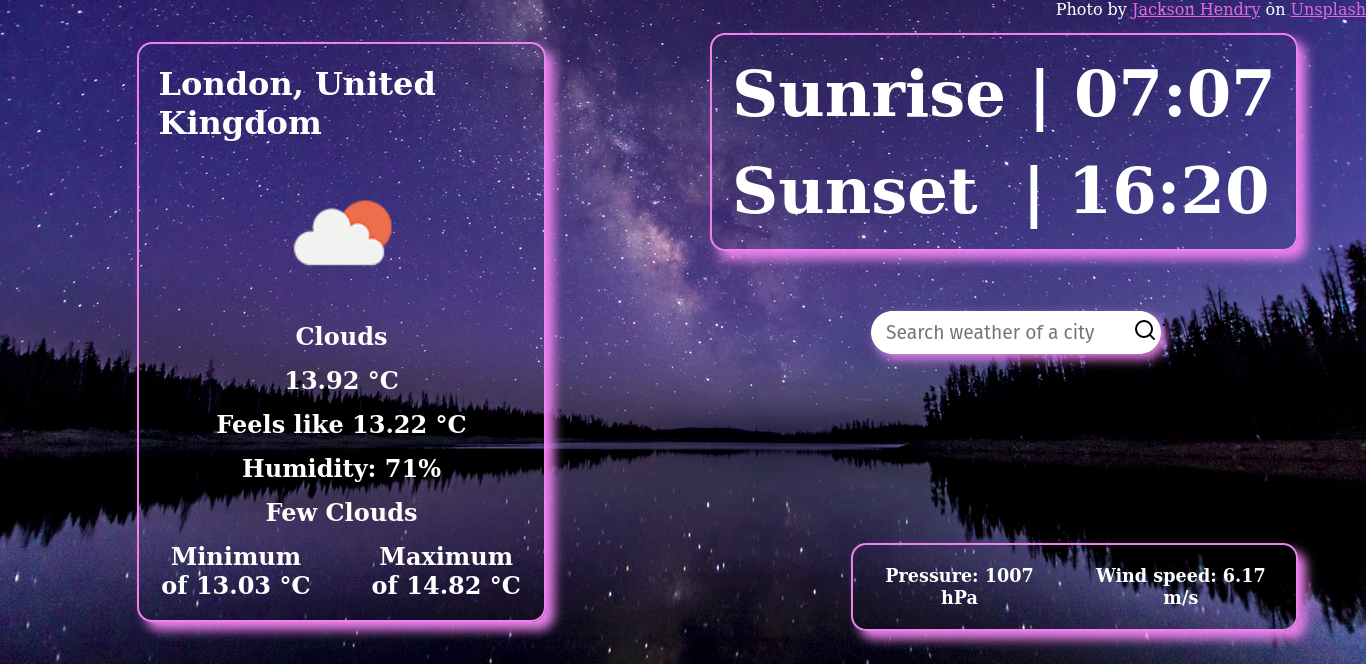 Photo by Jackson Hendry on Unsplash
London, United
Kingdom
Clouds
13.92 °C
Feels like 13.22 °C
Humidity: 71%
Few Clouds
Minimum
of 13.03 °C
Maximum
of 14.82 °C
Sunrise | 07:07
Sunset | 16:20
Search weather of a city
Pressure: 1007
hPa
Wind speed: 6.17
m/s